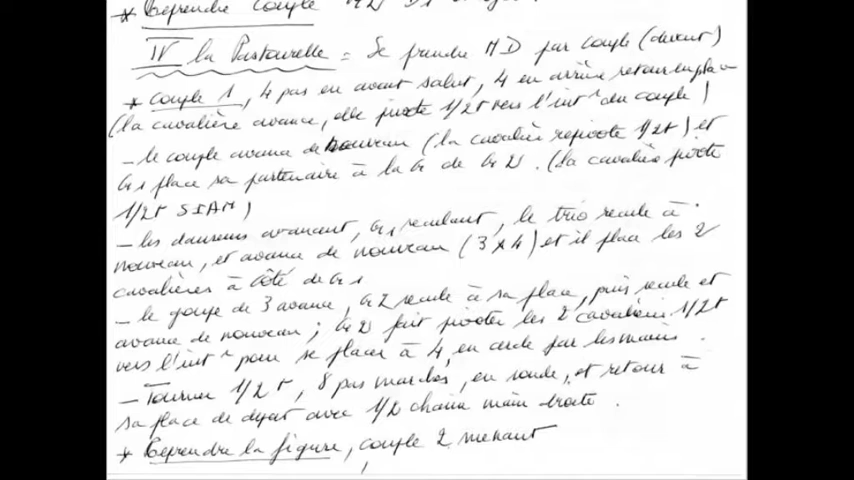 * Reprendre couple
IV la Pastourelle = Se prendre MD par couple (devant)
* couple 1, 4 pas en avant salut, 4 en arrière retour en place
(la cavalière avance, elle pivote 1/2t vers l'intr du couple)
- le couple avance de nouveau (la cavalière repivote 1/2t) et
G1 place sa partenaire à la G de G2. (la cavalière pivote
1/2t SIAM)
- les danseurs avancent, G1 reculant, le trio recule à
nouveau, et avance de nouveau (3x4) et il place les 2
cavalières à côté de G1
- le groupe de 3 avance, G2 recule à sa place, puis recule et
avance de nouveau ; G2 fait pivoter les 2 cavalières 1/2t
vers l'intr pour se placer à 4, en cercle par les mains.
- Tourner 1/2t, 8 pas marchés, en ronde, et retour à
sa place de départ avec 1/2 chaîne main droite.
* Reprendre la figure, couple 2 menant